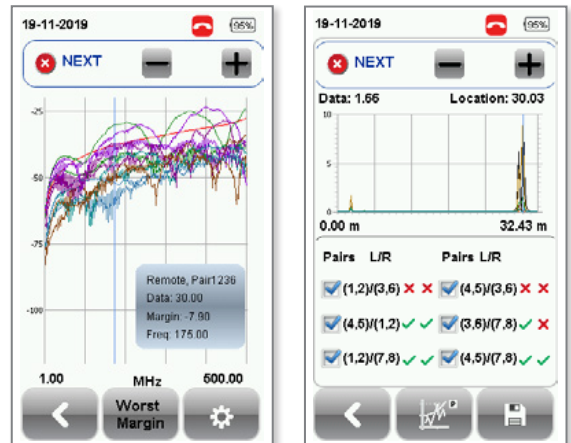 19-11-2019
95%
NEXT
-25
-50
-75
-100
Remote, Pair1236
Data: 30.00
Margin: -7.90
Freq: 175.00
1.00 MHz 500.00
Worst
Margin
19-11-2019
95%
NEXT
Data: 1.66 Location: 30.03
10
5
0
0.00 m 32.43 m
Pairs L/R Pairs L/R
(1,2)/(3,6) (4,5)/(3,6)
(4,5)/(1,2) (3,6)/(7,8)
(1,2)/(7,8) (4,5)/(7,8)
P